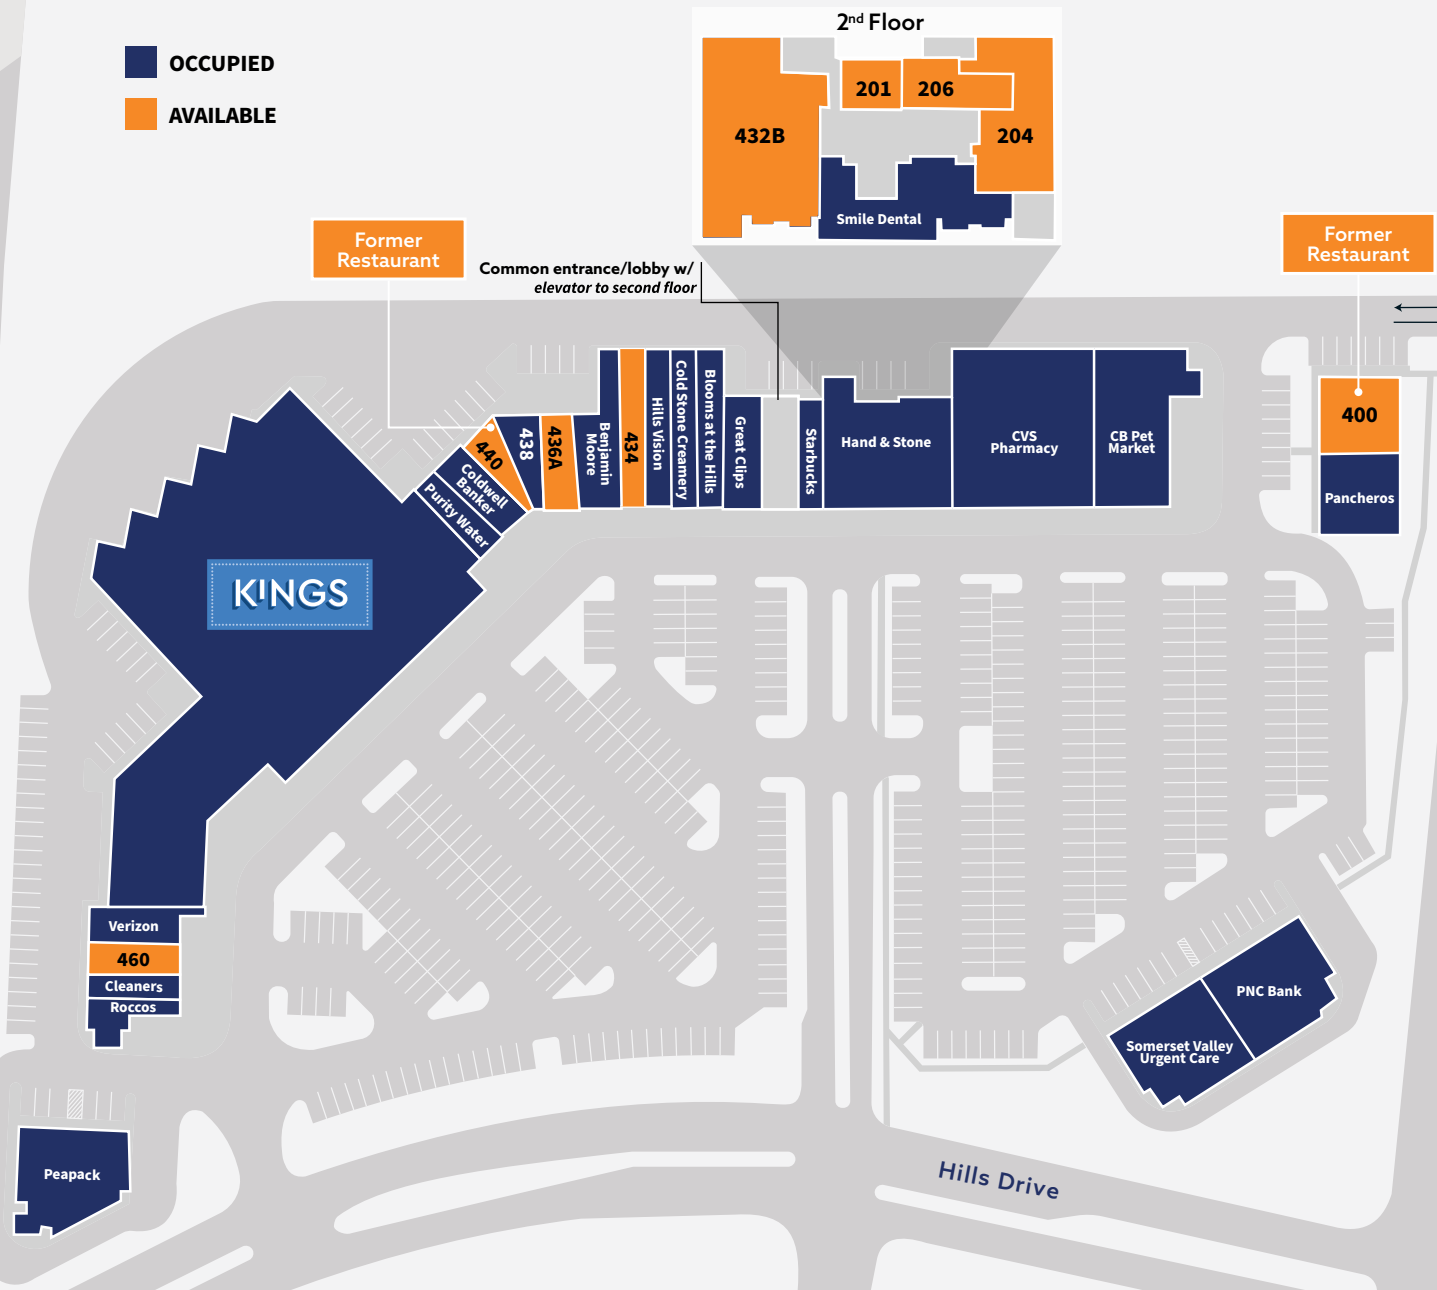 2nd Floor
OCCUPIED
AVAILABLE
201
206
432B
204
Smile Dental
Former
Restaurant
Former
Restaurant
Common entrance/lobby w/
elevator to second floor
440
438
436A
Benjamin
Moore
434
Hills Vision
Cold Stone Creamery
Blooms at the Hills
Great Clips
Starbucks
Hand & Stone
CVS
Pharmacy
CB Pet
Market
400
Pancheros
Coldwell
Banker
Purity Water
KINGS
Verizon
460
Cleaners
Roccos
PNC Bank
Somerset Valley
Urgent Care
Peapack
Hills Drive